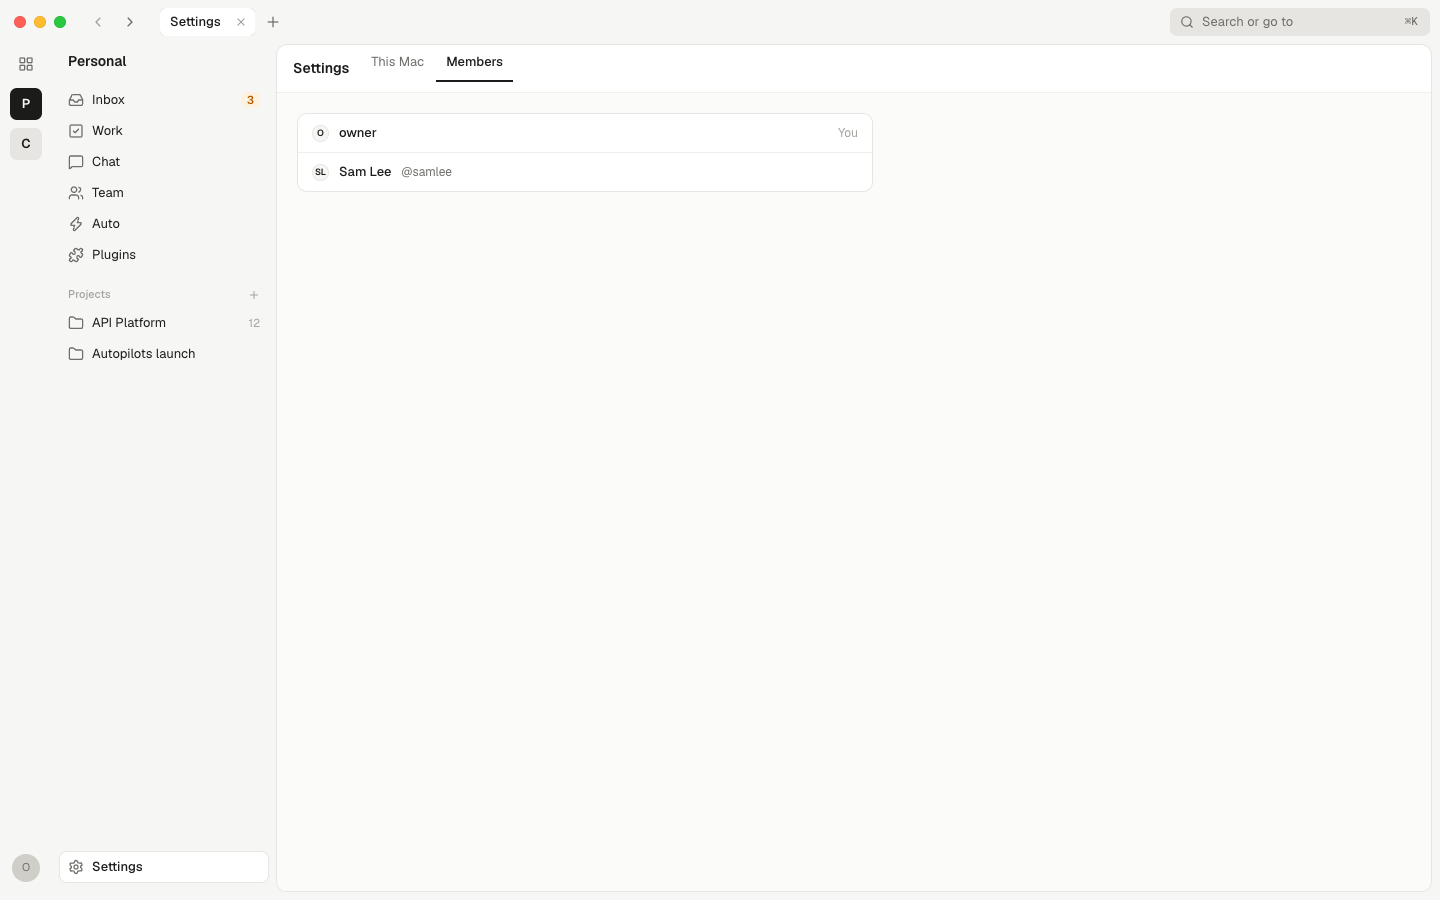 Settings
Search or go to ⌘K
P
C
Personal
Inbox 3
Work
Chat
Team
Auto
Plugins
Projects
API Platform 12
Autopilots launch
O Settings
Settings This Mac Members
O owner You
SL Sam Lee @samlee